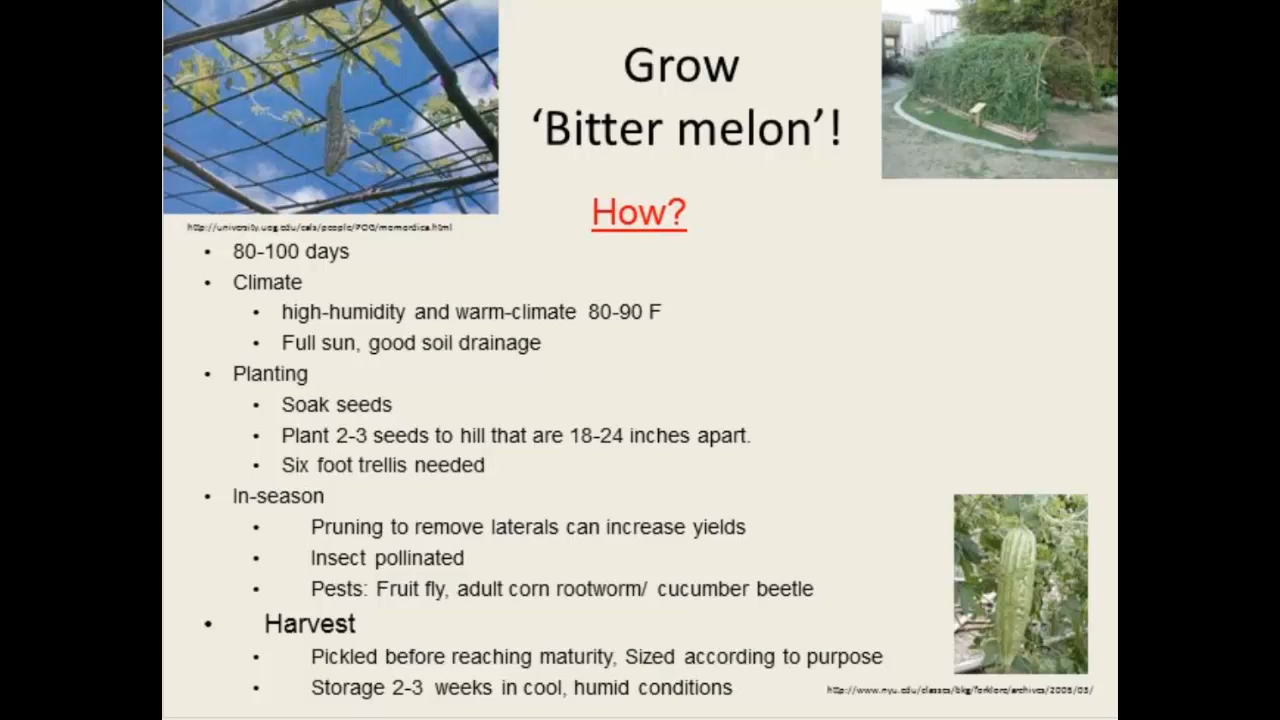 Grow
‘Bitter melon’!
How?
• 80-100 days
• Climate
• high-humidity and warm-climate 80-90 F
• Full sun, good soil drainage
• Planting
• Soak seeds
• Plant 2-3 seeds to hill that are 18-24 inches apart.
• Six foot trellis needed
• In-season
• Pruning to remove laterals can increase yields
• Insect pollinated
• Pests: Fruit fly, adult corn rootworm/ cucumber beetle
• Harvest
• Pickled before reaching maturity, Sized according to purpose
• Storage 2-3 weeks in cool, humid conditions